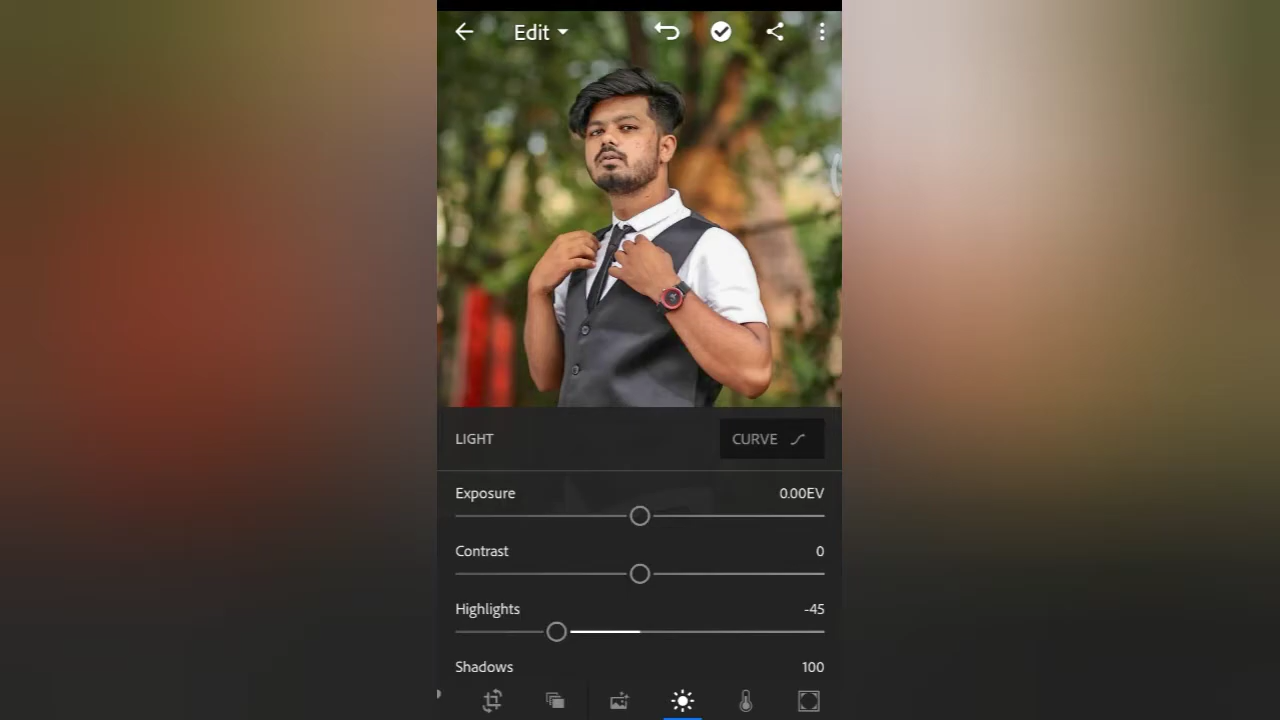 Edit
LIGHT
CURVE
Exposure 0.00EV
Contrast 0
Highlights -45
Shadows 100